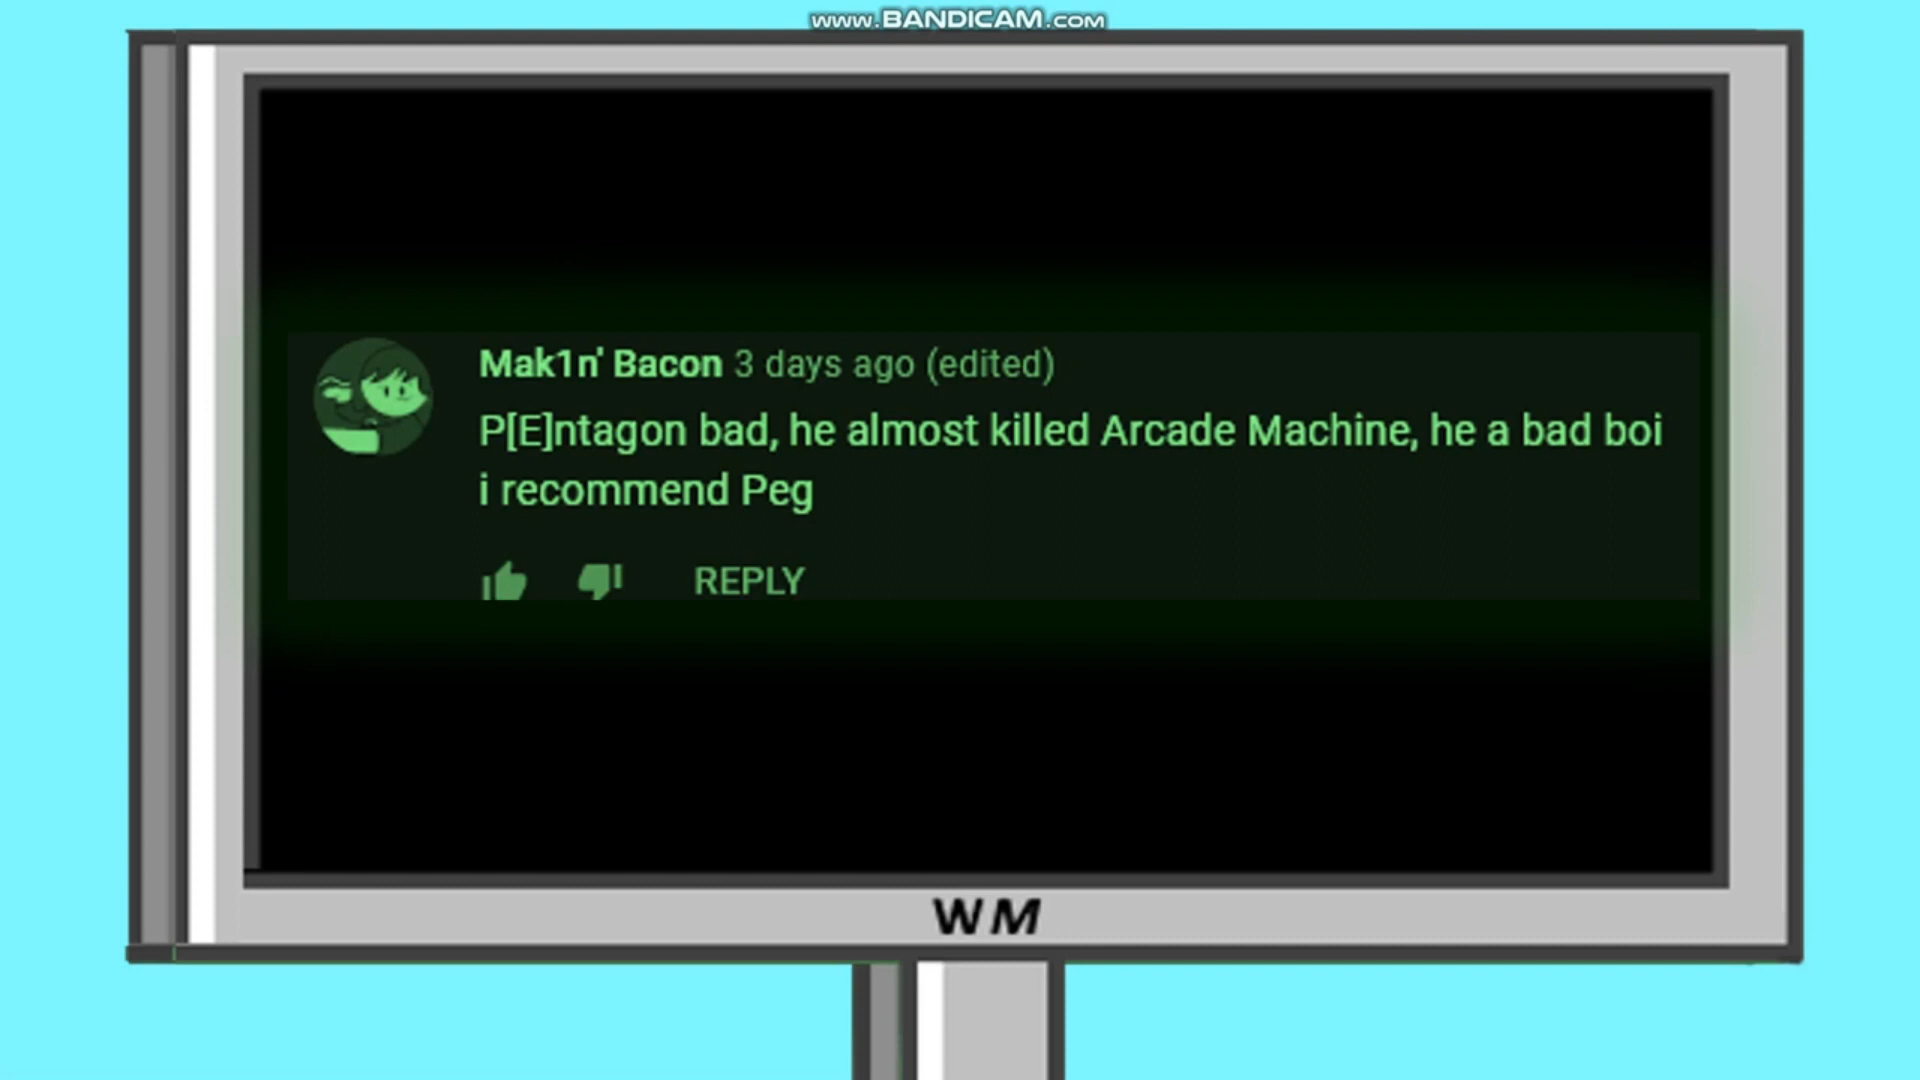 www.BANDICAM.com
Mak1n' Bacon 3 days ago (edited)
P[E]ntagon bad, he almost killed Arcade Machine, he a bad boi
i recommend Peg
REPLY
WM